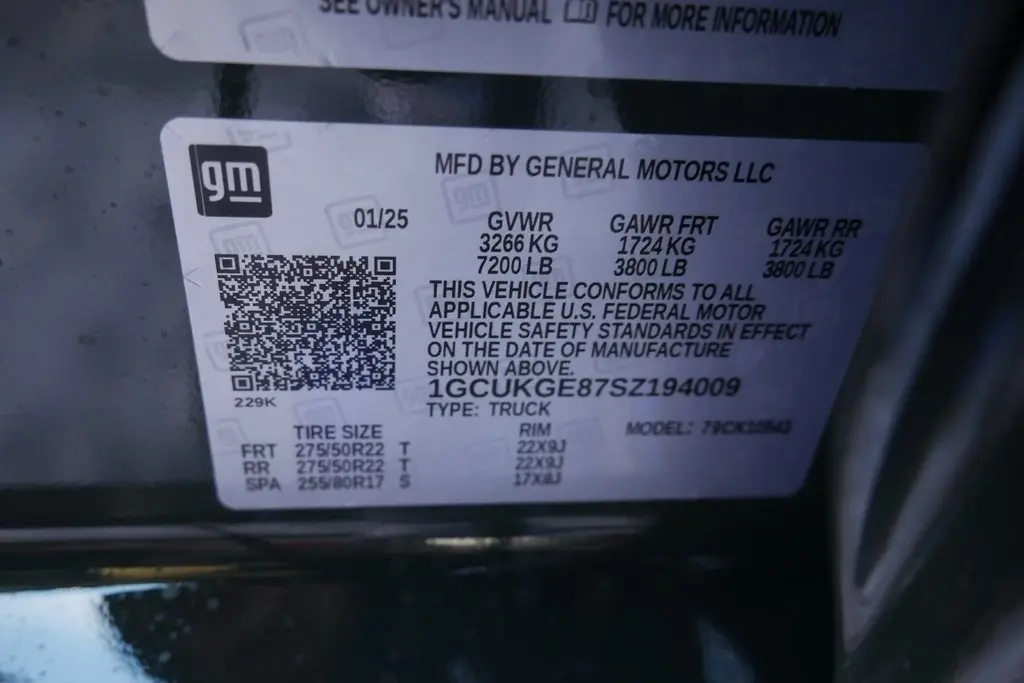 SEE OWNER'S MANUAL FOR MORE INFORMATION
gm
MFD BY GENERAL MOTORS LLC
01/25 GVWR GAWR FRT GAWR RR
3266 KG 1724 KG 1724 KG
7200 LB 3800 LB 3800 LB
THIS VEHICLE CONFORMS TO ALL
APPLICABLE U.S. FEDERAL MOTOR
VEHICLE SAFETY STANDARDS IN EFFECT
ON THE DATE OF MANUFACTURE
SHOWN ABOVE.
1GCUKGE87SZ194009
229K
TYPE: TRUCK
TIRE SIZE RIM MODEL:
FRT 275/50R22 T 22X9J
RR 275/50R22 T 22X9J
SPA 255/80R17 S 17X8J